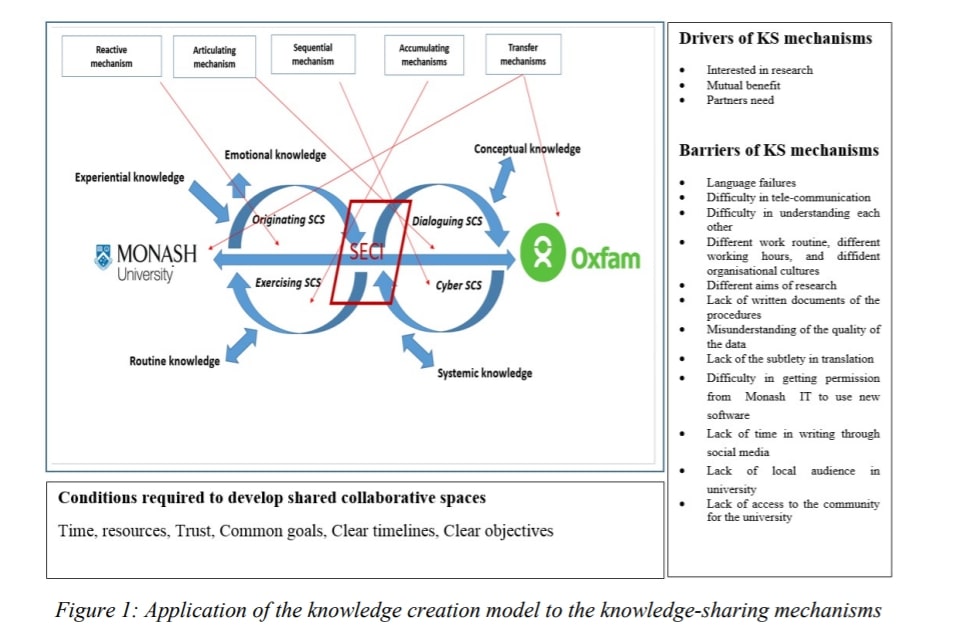 Reactive
mechanism
Articulating
mechanism
Sequential
mechanism
Accumulating
mechanisms
Transfer
mechanisms
Emotional knowledge
Conceptual knowledge
Experiential knowledge
Originating SCS
Dialoguing SCS
MONASH
University
SECI
Oxfam
Exercising SCS
Cyber SCS
Routine knowledge
Systemic knowledge
Drivers of KS mechanisms
• Interested in research
• Mutual benefit
• Partners need
Barriers of KS mechanisms
• Language failures
• Difficulty in tele-communication
• Difficulty in understanding each
other
• Different work routine, different
working hours, and diffident
organisational cultures
• Different aims of research
• Lack of written documents of the
procedures
• Misunderstanding of the quality of
the data
• Lack of the subtlety in translation
• Difficulty in getting permission
from Monash IT to use new
software
• Lack of time in writing through
social media
• Lack of local audience in
university
• Lack of access to the community
for the university
Conditions required to develop shared collaborative spaces
Time, resources, Trust, Common goals, Clear timelines, Clear objectives
Figure 1: Application of the knowledge creation model to the knowledge-sharing mechanisms